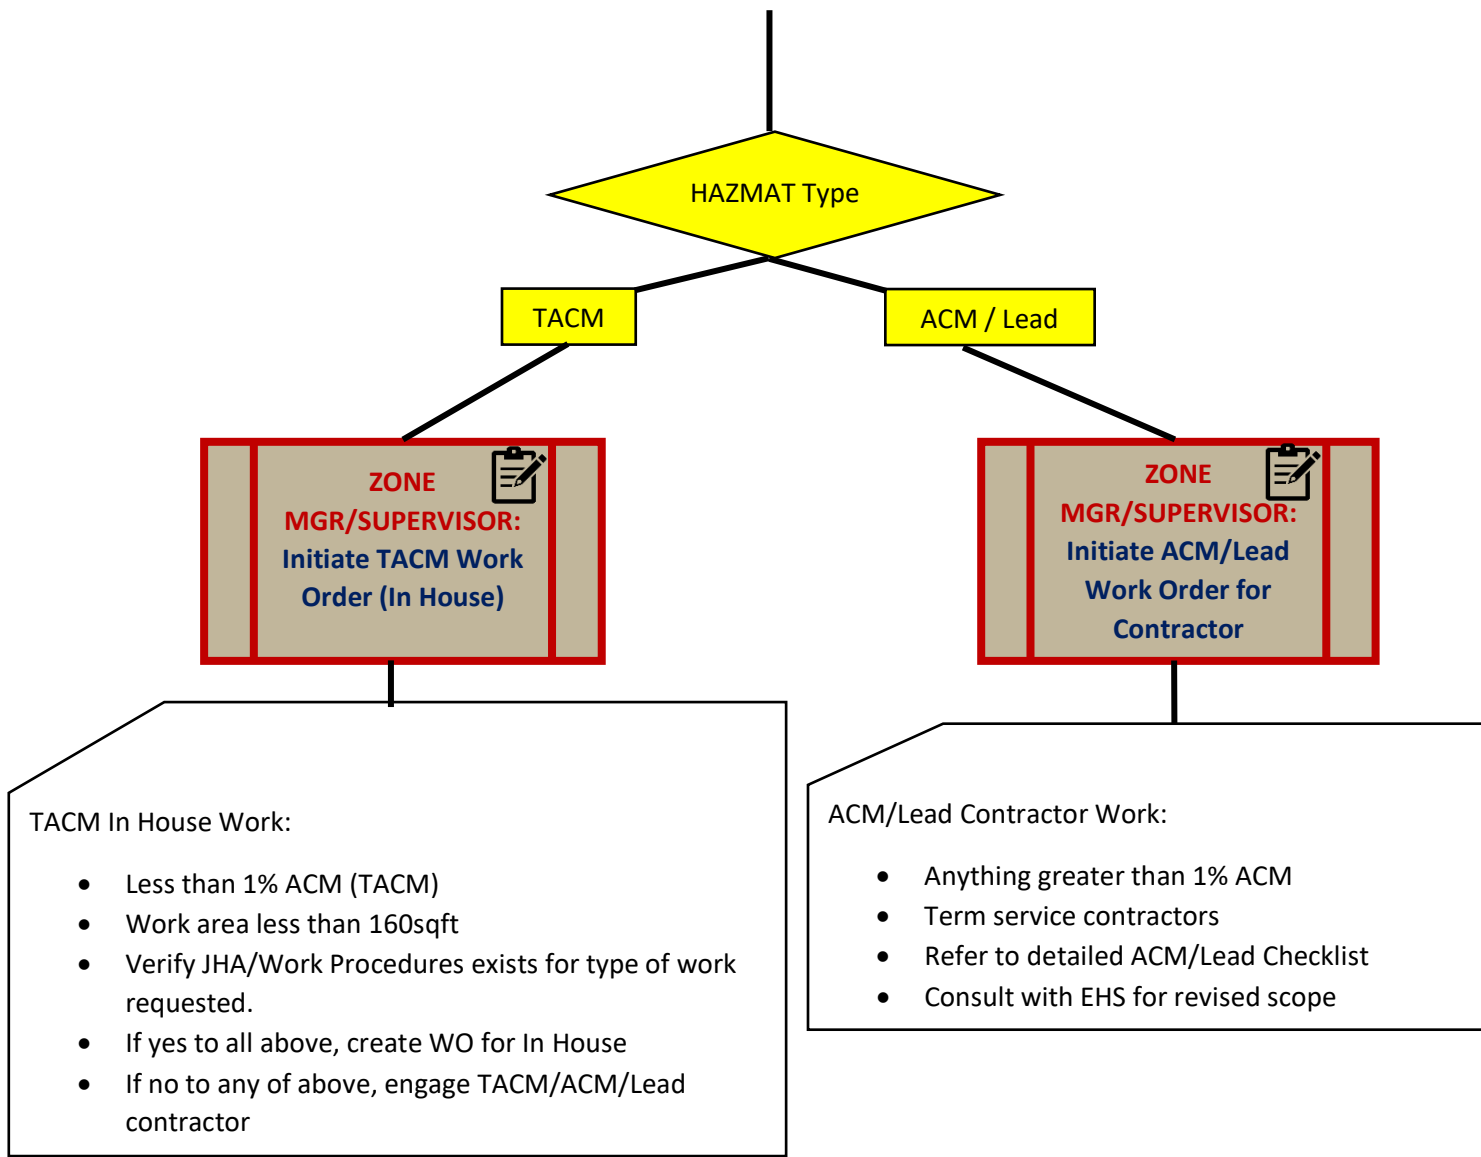 HAZMAT Type
TACM
ACM / Lead
ZONE
MGR/SUPERVISOR:
Initiate TACM Work
Order (In House)
ZONE
MGR/SUPERVISOR:
Initiate ACM/Lead
Work Order for
Contractor
TACM In House Work:
• Less than 1% ACM (TACM)
• Work area less than 160sqft
• Verify JHA/Work Procedures exists for type of work
requested.
• If yes to all above, create WO for In House
• If no to any of above, engage TACM/ACM/Lead
contractor
ACM/Lead Contractor Work:
• Anything greater than 1% ACM
• Term service contractors
• Refer to detailed ACM/Lead Checklist
• Consult with EHS for revised scope